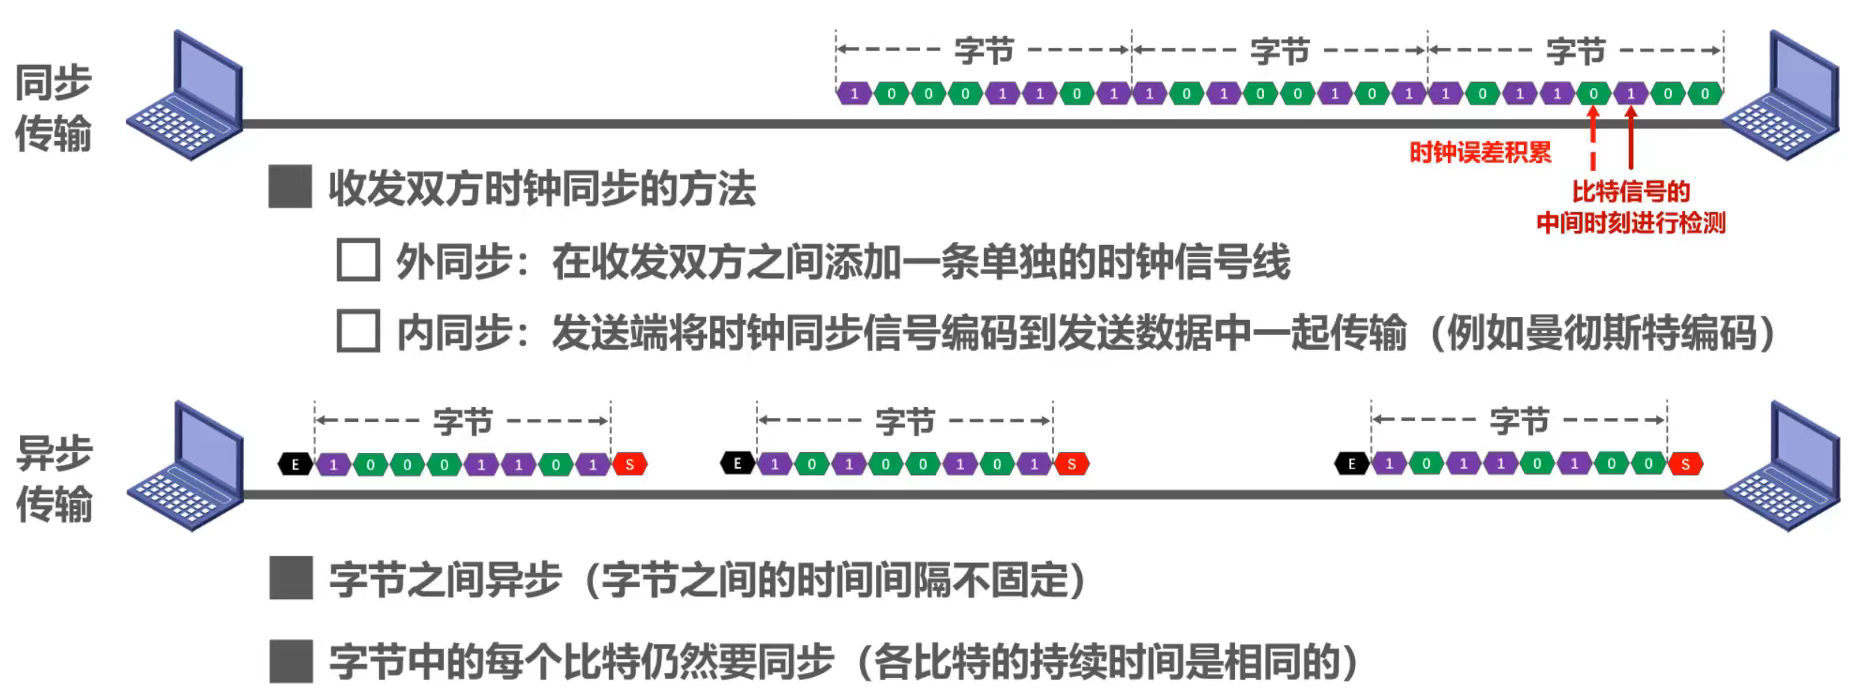 同步
传输
字节 字节 字节
1 0 0 0 1 1 0 1 1 0 1 0 0 1 0 1 1 0 1 1 0 1 0 0
时钟误差积累
比特信号的
中间时刻进行检测
收发双方时钟同步的方法
外同步：在收发双方之间添加一条单独的时钟信号线
内同步：发送端将时钟同步信号编码到发送数据中一起传输（例如曼彻斯特编码）
异步
传输
字节 字节 字节
E 1 0 0 0 1 1 0 1 S E 1 0 1 0 0 1 0 1 S E 1 0 1 1 0 1 0 0 S
字节之间异步（字节之间的时间间隔不固定）
字节中的每个比特仍然要同步（各比特的持续时间是相同的）